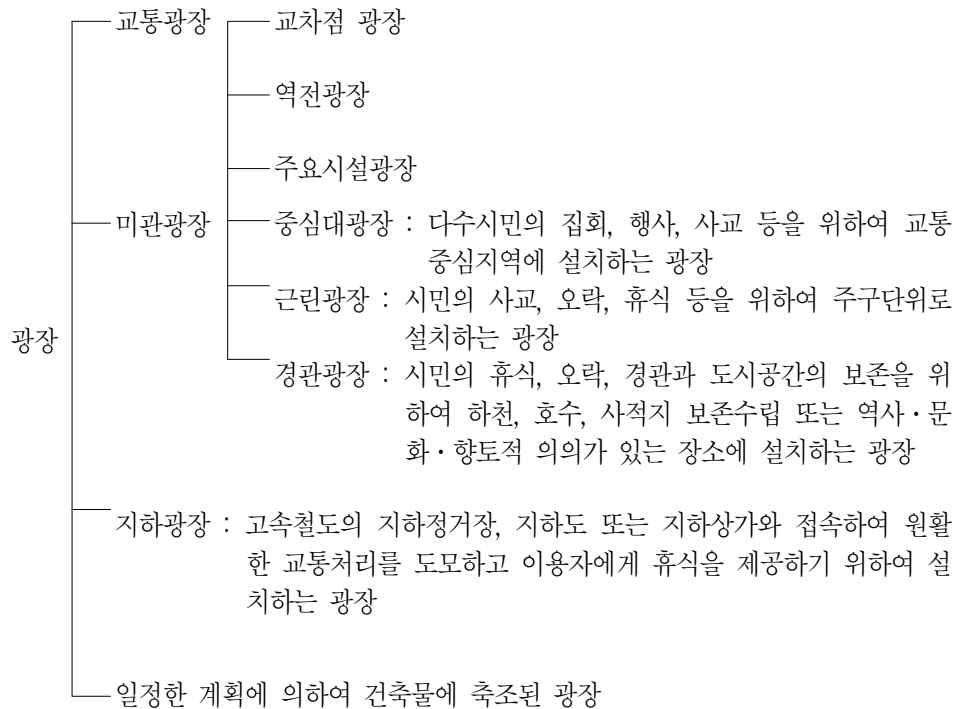 교통광장 교차점 광장
역전광장
주요시설광장
미관광장 중심대광장 : 다수시민의 집회, 행사, 사교 등을 위하여 교통
중심지역에 설치하는 광장
근린광장 : 시민의 사교, 오락, 휴식 등을 위하여 주구단위로
설치하는 광장
광장
경관광장 : 시민의 휴식, 오락, 경관과 도시공간의 보존을 위
하여 하천, 호수, 사적지 보존수립 또는 역사·문
화·향토적 의의가 있는 장소에 설치하는 광장
지하광장 : 고속철도의 지하정거장, 지하도 또는 지하상가와 접속하여 원활
한 교통처리를 도모하고 이용자에게 휴식을 제공하기 위하여 설
치하는 광장
일정한 계획에 의하여 건축물에 축조된 광장